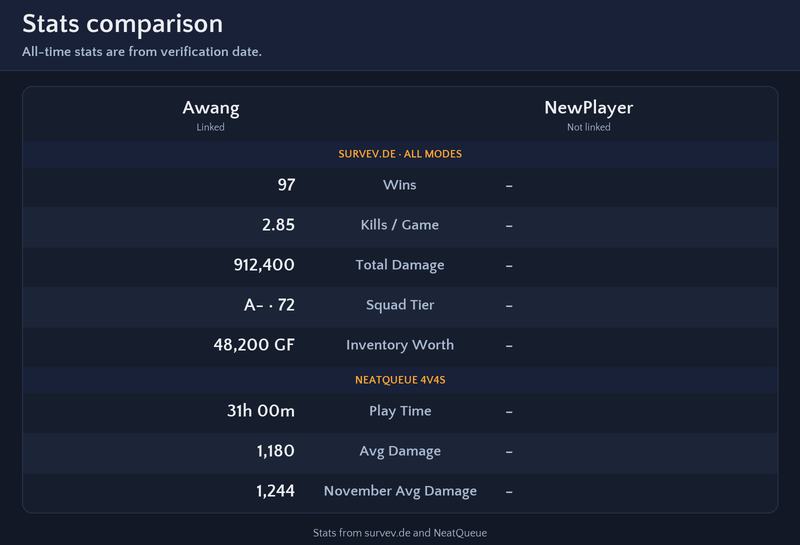 Stats comparison
All-time stats are from verification date.
Awang NewPlayer
Linked Not linked
SURVEV.DE · ALL MODES
97 Wins –
2.85 Kills / Game –
912,400 Total Damage –
A– · 72 Squad Tier –
48,200 GF Inventory Worth –
NEATQUEUE 4V4S
31h 00m Play Time –
1,180 Avg Damage –
1,244 November Avg Damage –
Stats from survev.de and NeatQueue